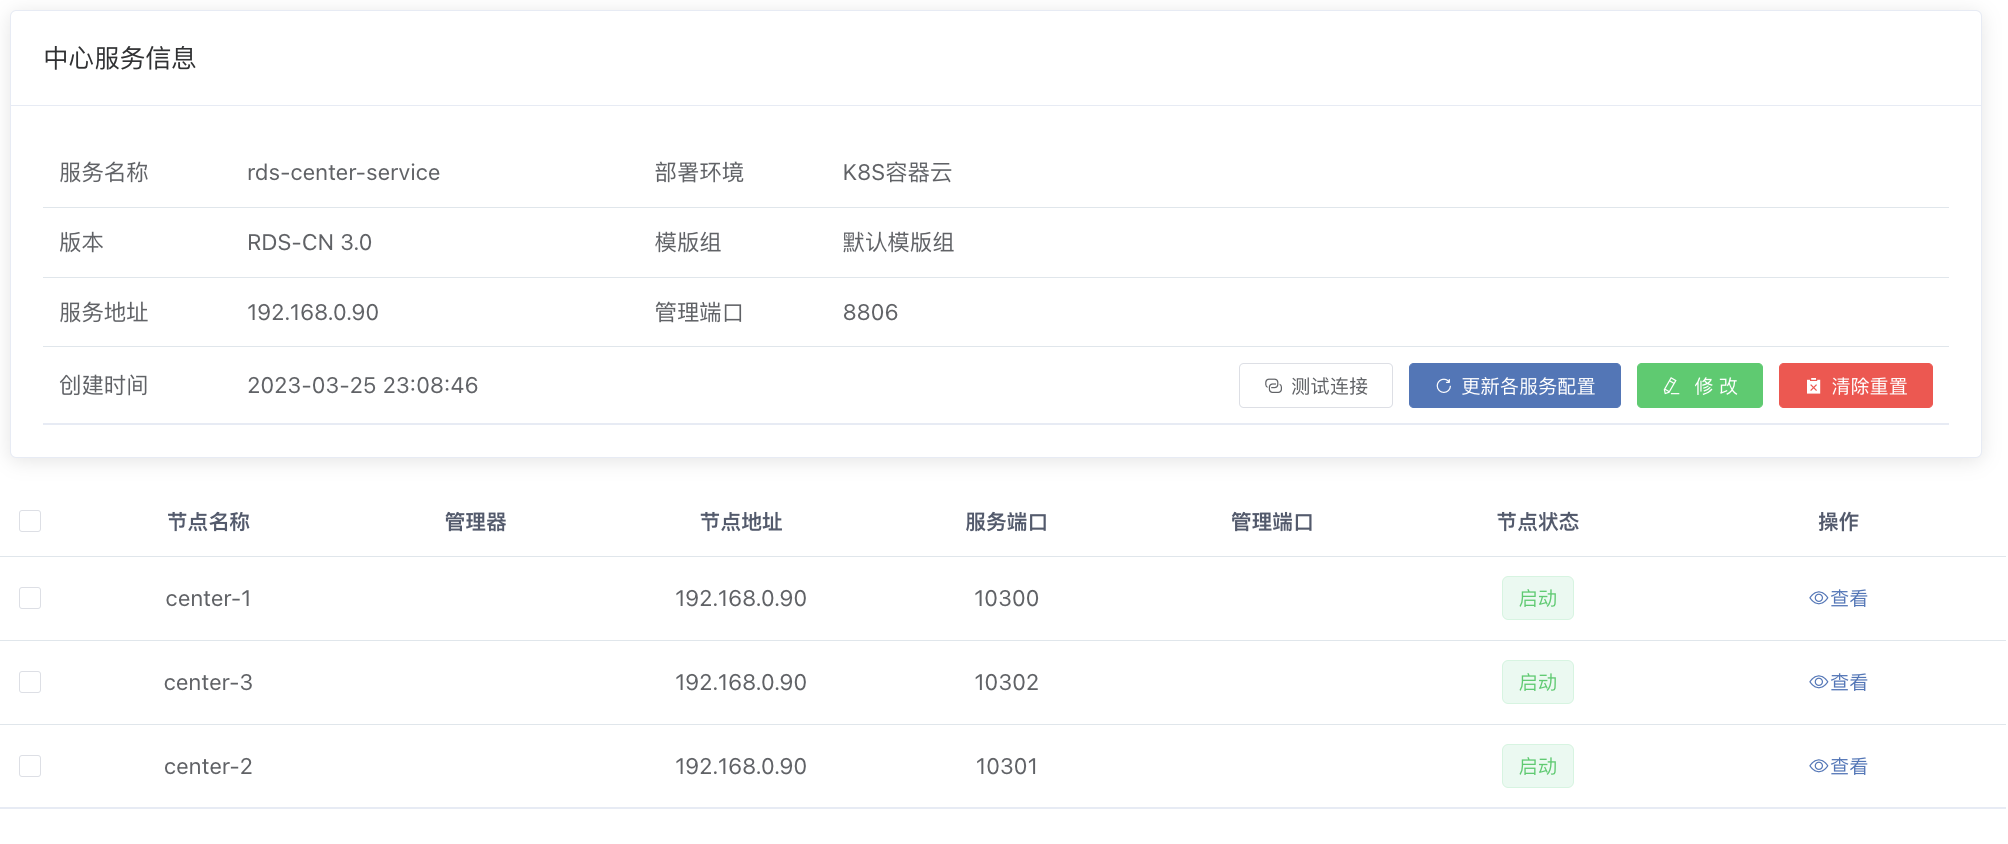 中心服务信息
服务名称 rds-center-service 部署环境 K8S容器云
版本 RDS-CN 3.0 模版组 默认模版组
服务地址 192.168.0.90 管理端口 8806
创建时间 2023-03-25 23:08:46 测试连接 更新各服务配置 修 改 清除重置
节点名称 管理器 节点地址 服务端口 管理端口 节点状态 操作
center-1 192.168.0.90 10300 启动 查看
center-3 192.168.0.90 10302 启动 查看
center-2 192.168.0.90 10301 启动 查看